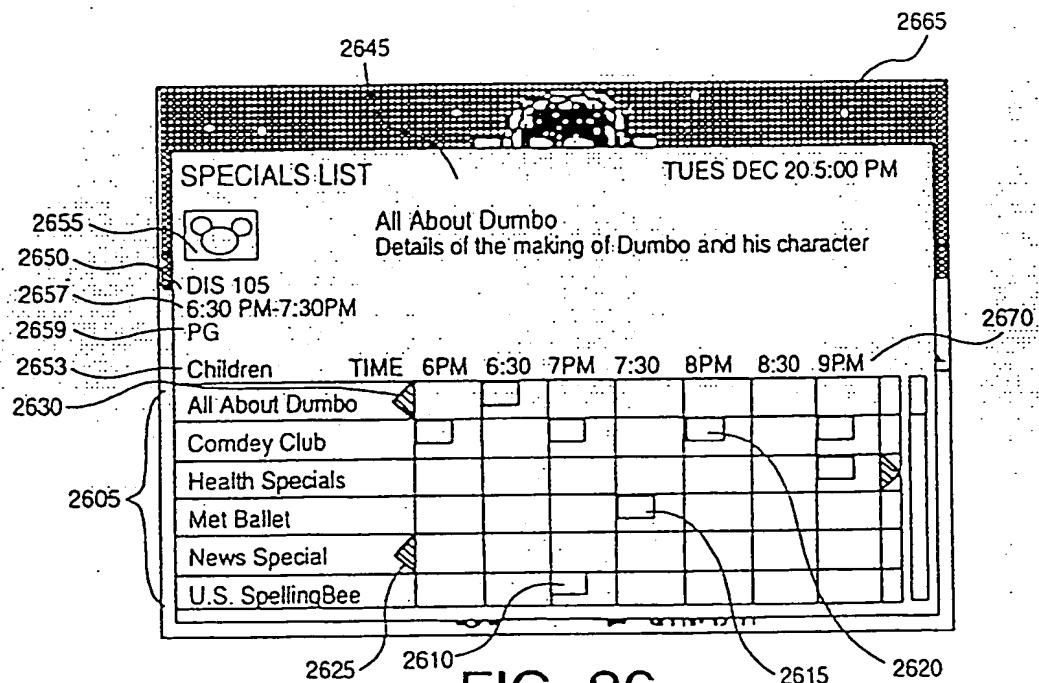 2645
2665
SPECIALS LIST TUES DEC 20 5:00 PM
2655
All About Dumbo
Details of the making of Dumbo and his character
2650
DIS 105
2657
6:30 PM-7:30PM
2659
PG
2670
2653
Children TIME 6PM 6:30 7PM 7:30 8PM 8:30 9PM
2630
All About Dumbo
Comdey Club
2605
Health Specials
Met Ballet
News Special
U.S. SpellingBee
2625 2610 2615 2620